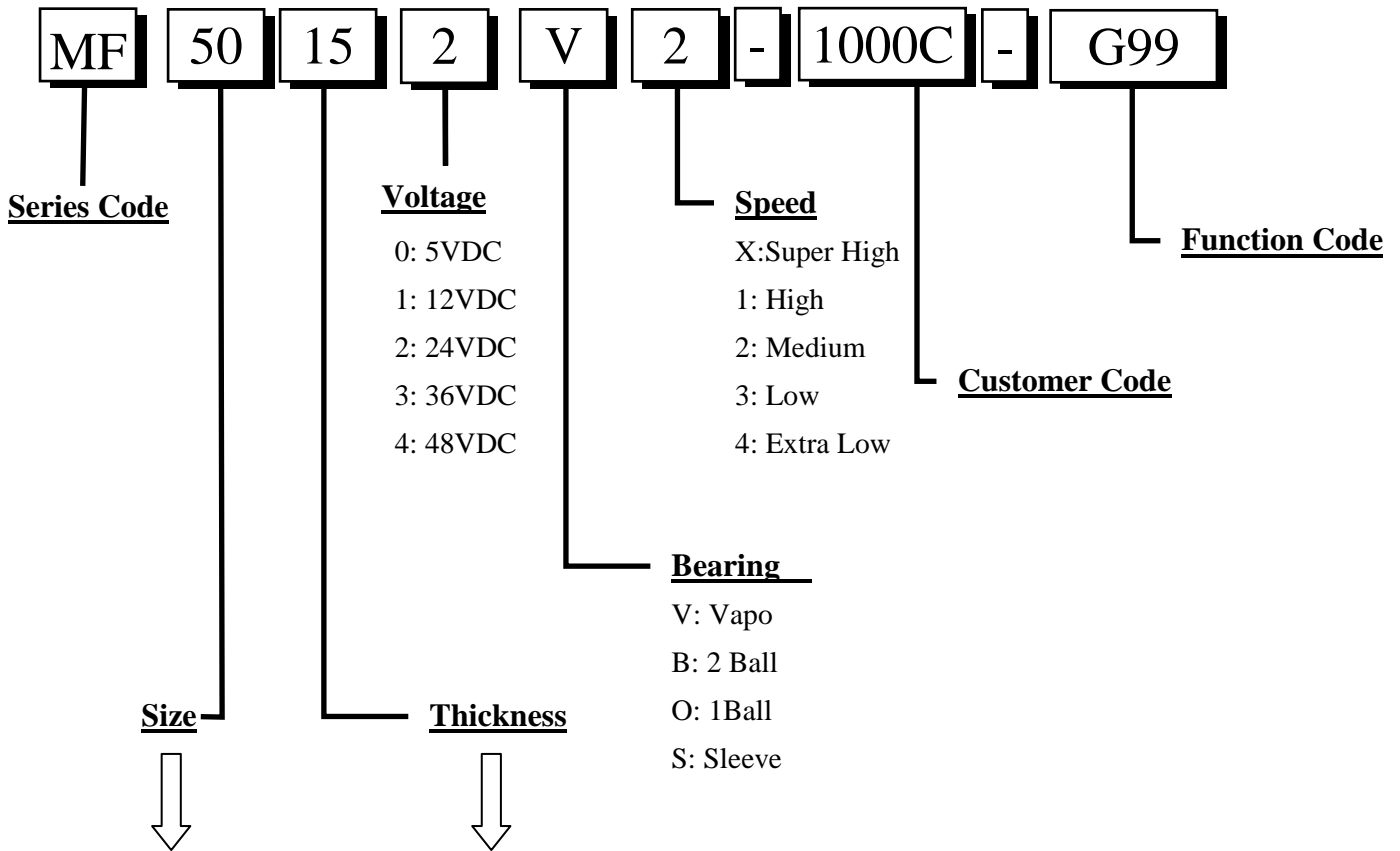 MF 50 15 2 V 2 - 1000C - G99
Series Code
Voltage
0: 5VDC
1: 12VDC
2: 24VDC
3: 36VDC
4: 48VDC
Speed
X:Super High
1: High
2: Medium
3: Low
4: Extra Low
Function Code
Customer Code
Bearing
V: Vapo
B: 2 Ball
O: 1Ball
S: Sleeve
Size
Thickness